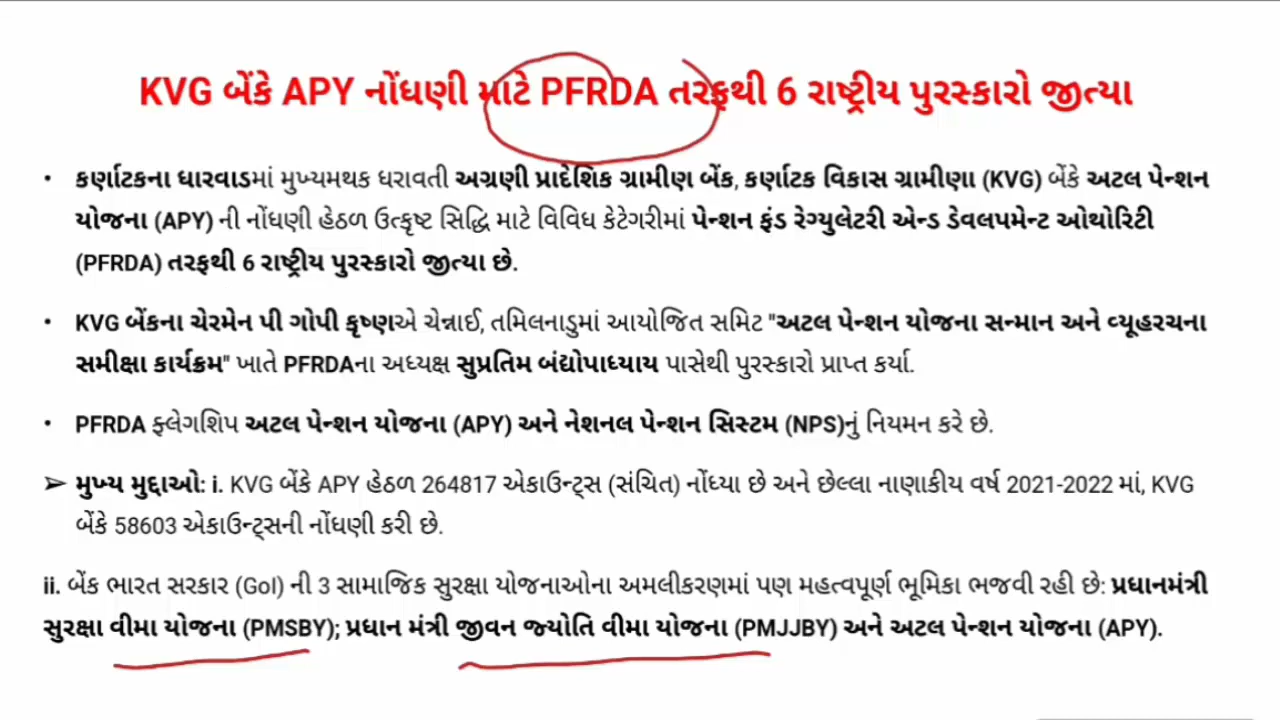 KVG બેંકે APY નોંધણી માટે PFRDA તરફથી 6 રાષ્ટ્રીય પુરસ્કારો જીત્યા
• કર્ણાટકના ધારવાડમાં મુખ્યમથક ધરાવતી અગ્રણી પ્રાદેશિક ગ્રામીણ બેંક, કર્ણાટક વિકાસ ગ્રામીણા (KVG) બેંકે અટલ પેન્શન
યોજના (APY) ની નોંધણી હેઠળ ઉત્કૃષ્ટ સિદ્ધિ માટે વિવિધ કેટેગરીમાં પેન્શન ફંડ રેગ્યુલેટરી એન્ડ ડેવલપમેન્ટ ઓથોરિટી
(PFRDA) તરફથી 6 રાષ્ટ્રીય પુરસ્કારો જીત્યા છે.
• KVG બેંકના ચેરમેન પી ગોપી કૃષ્ણએ ચેન્નાઈ, તમિલનાડુમાં આયોજિત સમિટ "અટલ પેન્શન યોજના સન્માન અને વ્યૂહરચના
સમીક્ષા કાર્યક્રમ" ખાતે PFRDAના અધ્યક્ષ સુપ્રતિમ બંદ્યોપાધ્યાય પાસેથી પુરસ્કારો પ્રાપ્ત કર્યા.
• PFRDA ફ્લેગશિપ અટલ પેન્શન યોજના (APY) અને નેશનલ પેન્શન સિસ્ટમ (NPS)નું નિયમન કરે છે.
➢ મુખ્ય મુદ્દાઓ: i. KVG બેંકે APY હેઠળ 264817 એકાઉન્ટ્સ (સંચિત) નોંધ્યા છે અને છેલ્લા નાણાકીય વર્ષ 2021-2022 માં, KVG
બેંકે 58603 એકાઉન્ટ્સની નોંધણી કરી છે.
ii. બેંક ભારત સરકાર (GoI) ની 3 સામાજિક સુરક્ષા યોજનાઓના અમલીકરણમાં પણ મહત્વપૂર્ણ ભૂમિકા ભજવી રહી છે: પ્રધાનમંત્રી
સુરક્ષા વીમા યોજના (PMSBY); પ્રધાન મંત્રી જીવન જ્યોતિ વીમા યોજના (PMJJBY) અને અટલ પેન્શન યોજના (APY).